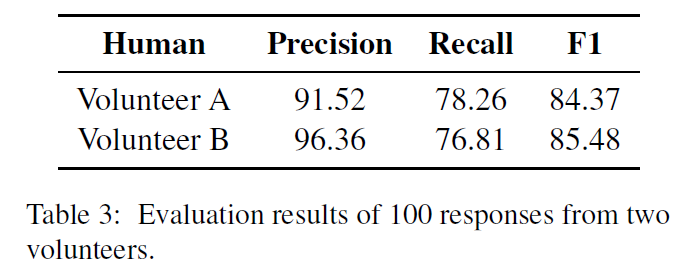 Human Precision Recall F1
Volunteer A 91.52 78.26 84.37
Volunteer B 96.36 76.81 85.48
Table 3: Evaluation results of 100 responses from two
volunteers.